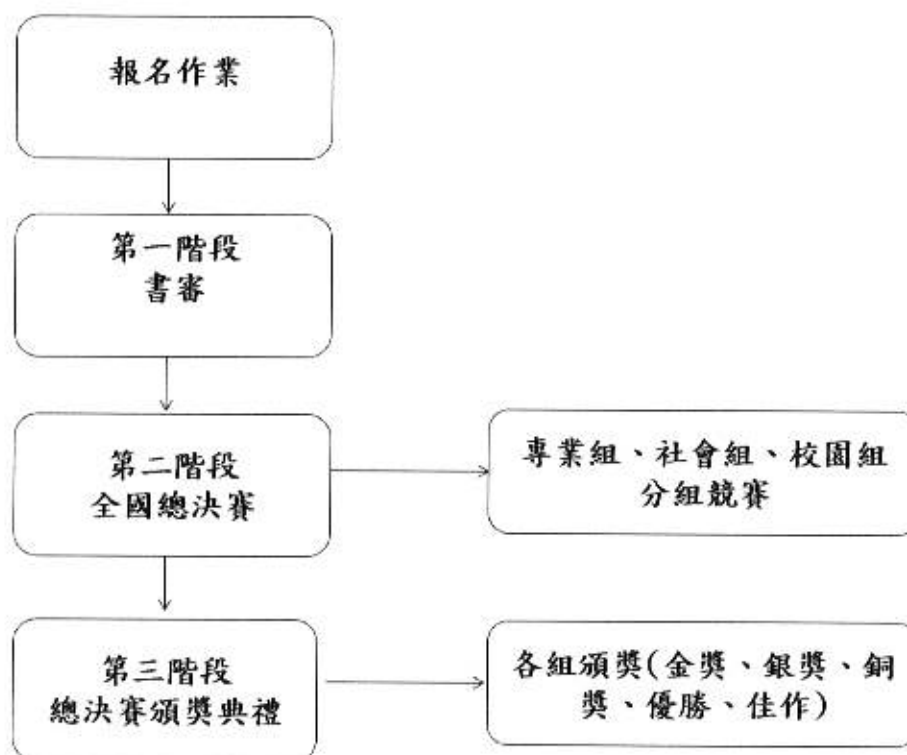 報名作業
第一階段
書審
第二階段
全國總決賽
專業組、社會組、校園組
分組競賽
第三階段
總決賽頒獎典禮
各組頒獎(金獎、銀獎、銅
獎、優勝、佳作)